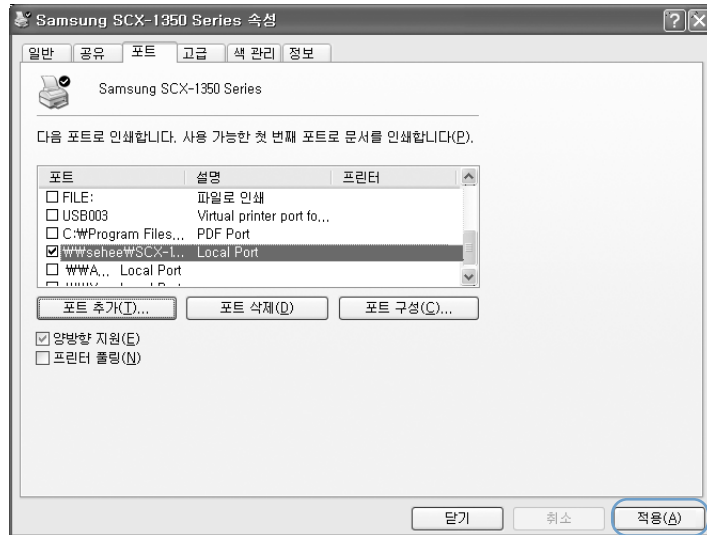 Samsung SCX-1350 Series 속성
일반 공유 포트 고급 색 관리 정보
Samsung SCX-1350 Series
다음 포트로 인쇄합니다. 사용 가능한 첫 번째 포트로 문서를 인쇄합니다(P).
포트 설명 프린터
FILE: 파일로 인쇄
USB003 Virtual printer port fo...
C:₩Program Files... PDF Port
₩₩sehee₩SCX-1... Local Port
₩₩A... Local Port
포트 추가(T)... 포트 삭제(D) 포트 구성(C)...
양방향 지원(E)
프린터 풀링(N)
닫기 취소 적용(A)